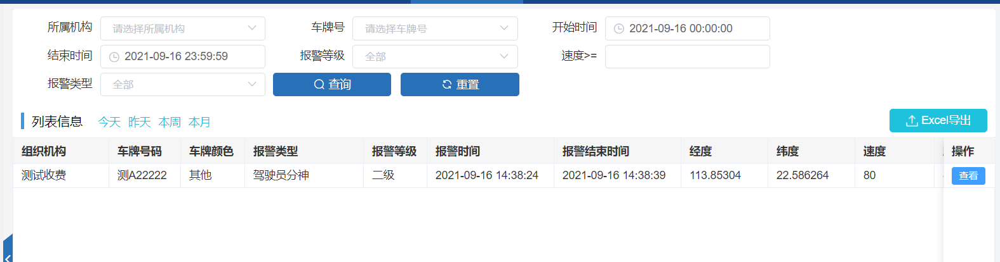 所属机构 请选择所属机构 车牌号 请选择车牌号 开始时间 2021-09-16 00:00:00
结束时间 2021-09-16 23:59:59 报警等级 全部 速度>=
报警类型 全部 查询 重置
列表信息 今天 昨天 本周 本月 Excel导出
组织机构 车牌号码 车牌颜色 报警类型 报警等级 报警时间 报警结束时间 经度 纬度 速度 操作
测试收费 测A22222 其他 驾驶员分神 二级 2021-09-16 14:38:24 2021-09-16 14:38:39 113.85304 22.586264 80 查看